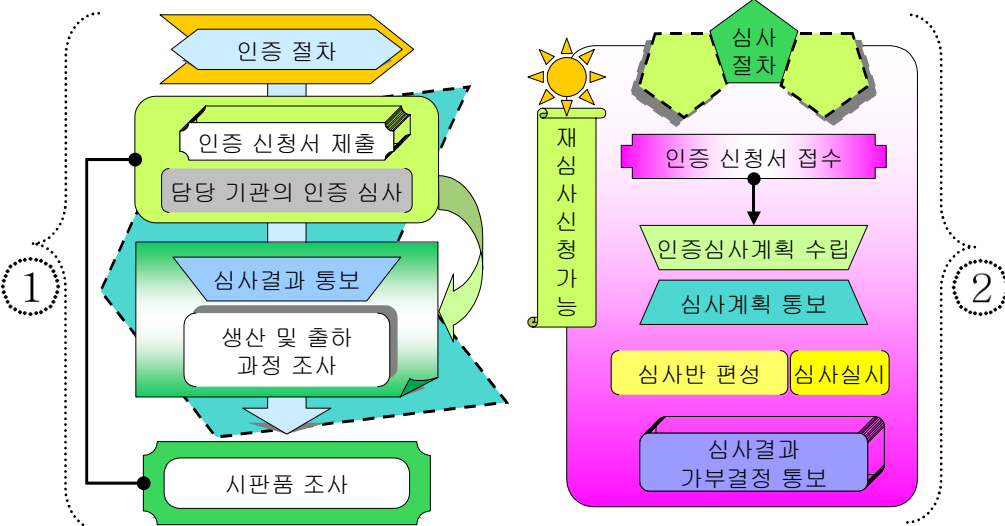 ①
인증 절차
인증 신청서 제출
담당 기관의 인증 심사
심사결과 통보
생산 및 출하
과정 조사
시판품 조사
심사
절차
재심사신청가능
인증 신청서 접수
인증심사계획 수립
심사계획 통보
심사반 편성
심사실시
심사결과
가부결정 통보
②